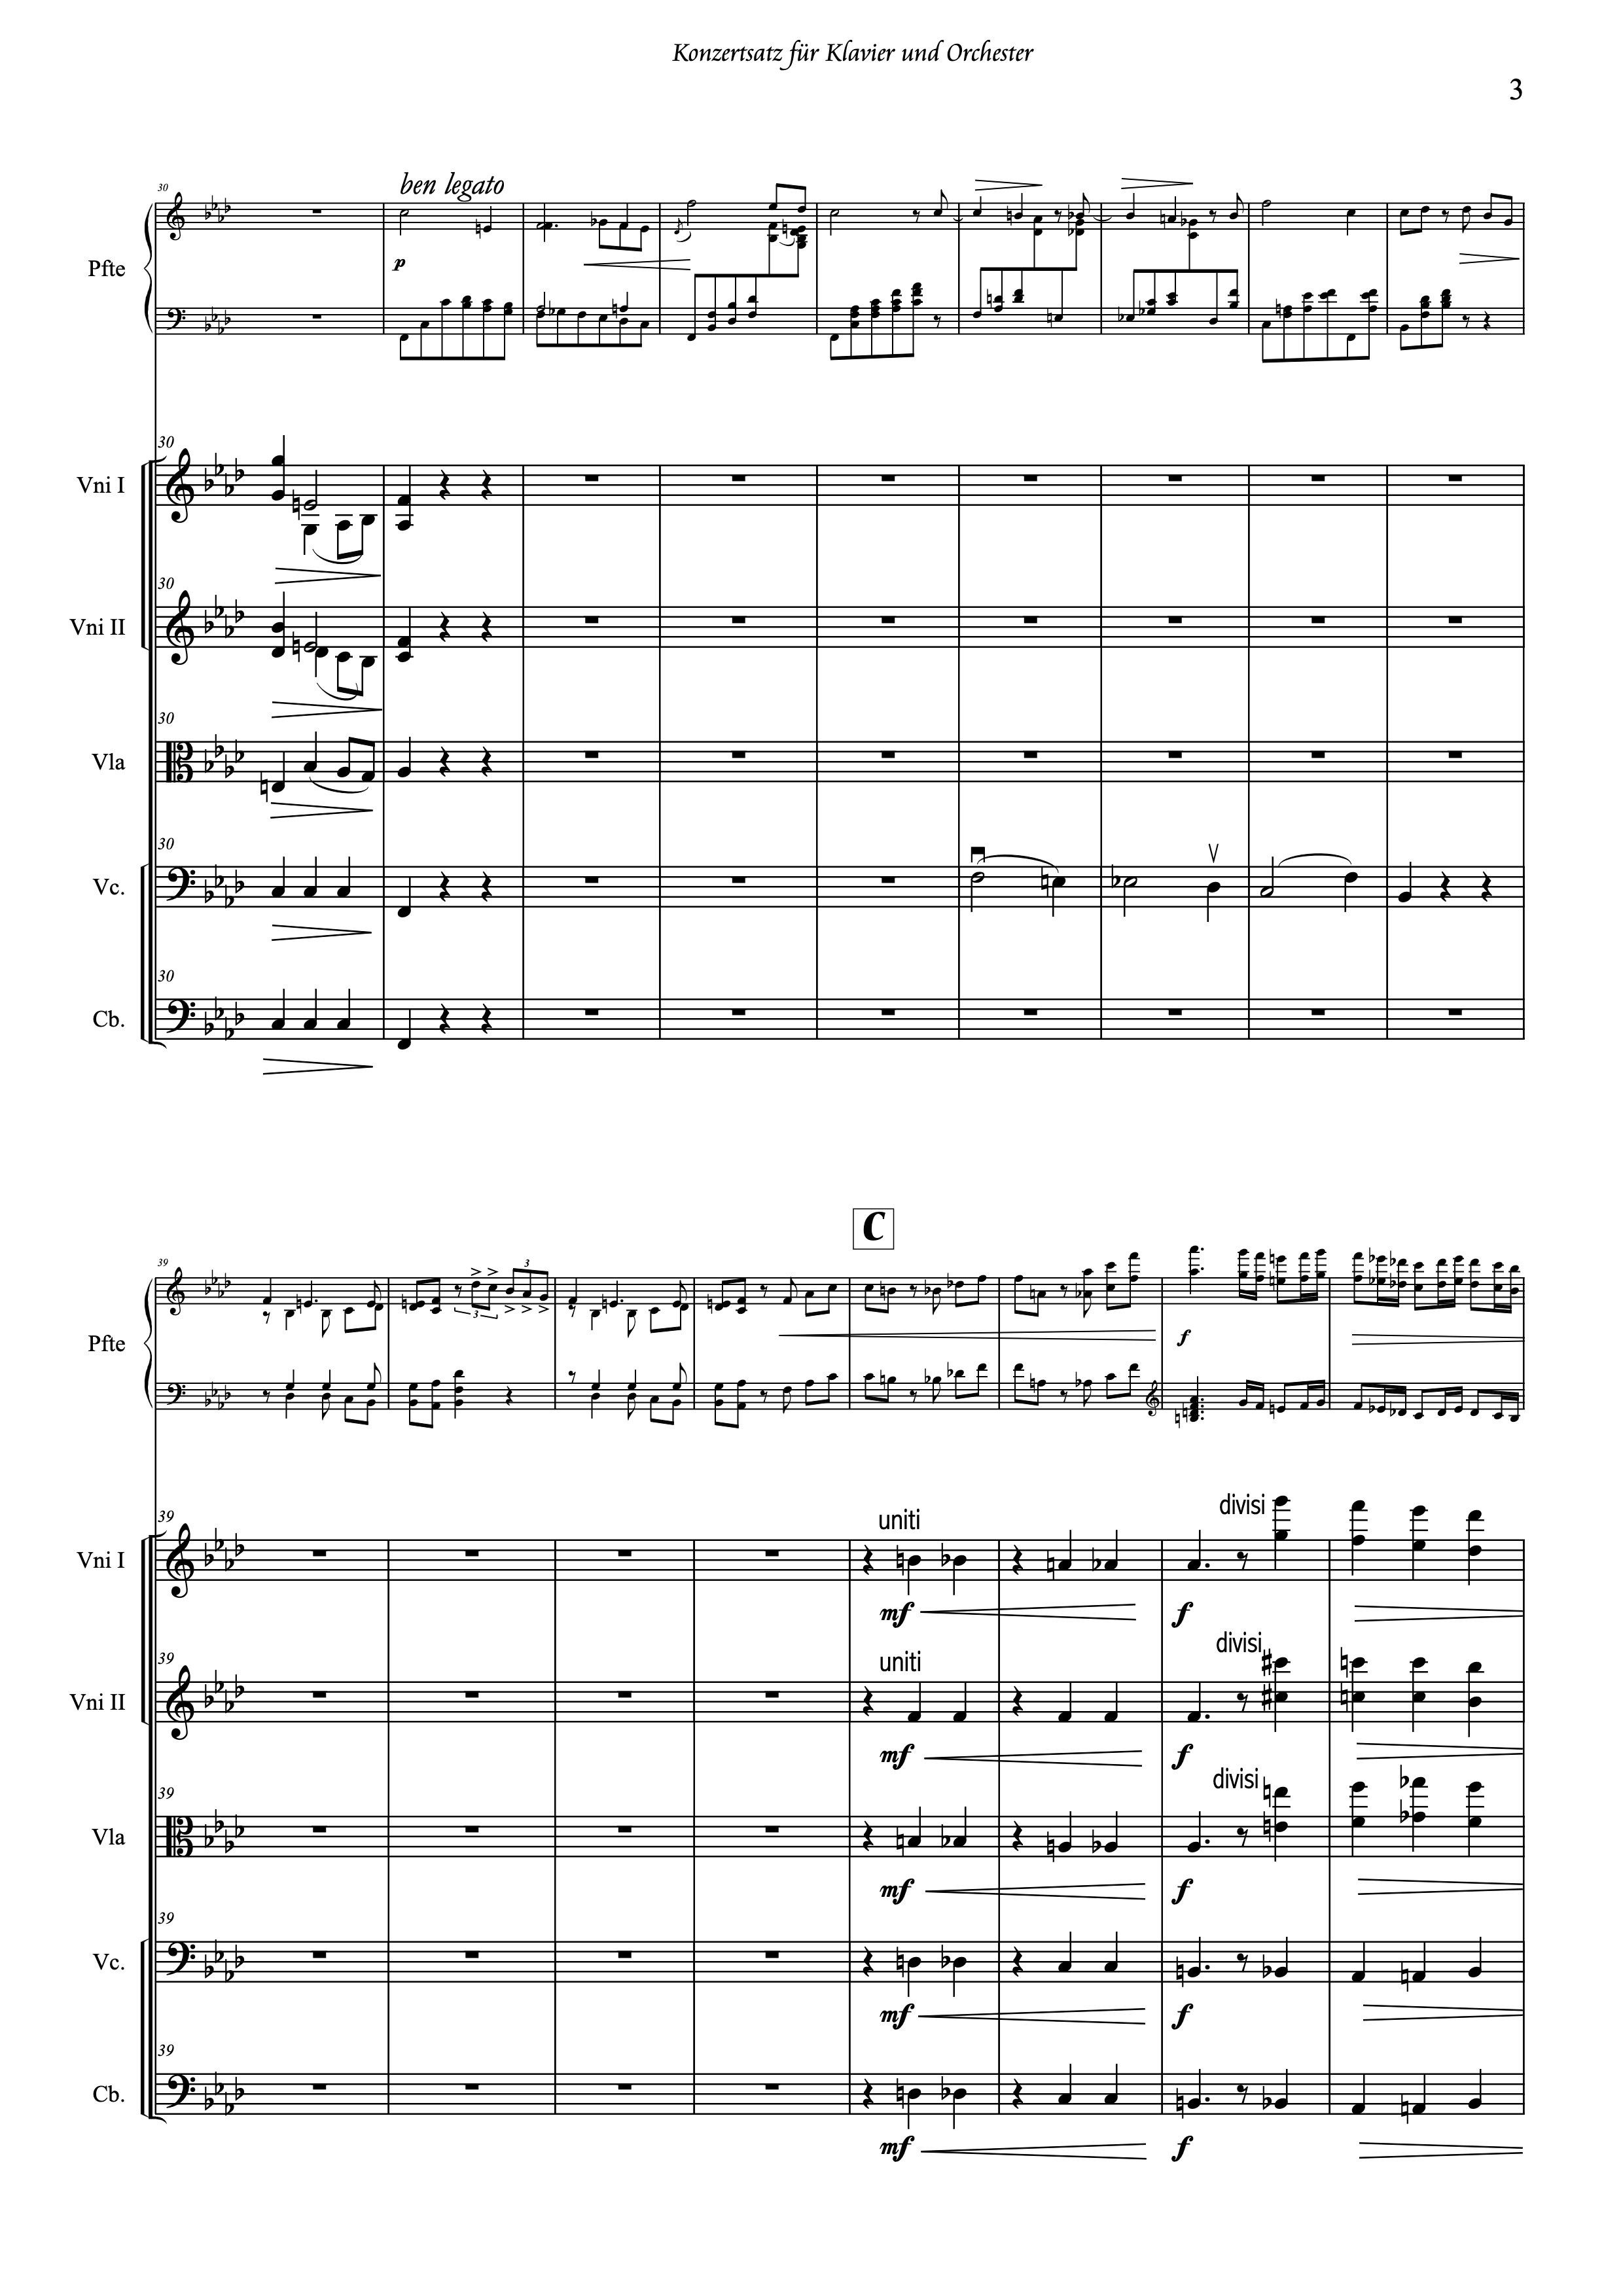 Konzertsatz für Klavier und Orchester
3
30
ben legato
Pfte
p
30
Vni I
30
Vni II
30
Vla
30
Vc.
30
Cb.
C
39
3
3
Pfte
f
39
uniti
divisi
Vni I
mf
f
39
uniti
divisi
Vni II
mf
f
39
divisi
Vla
mf
f
39
Vc.
mf
f
39
Cb.
mf
f